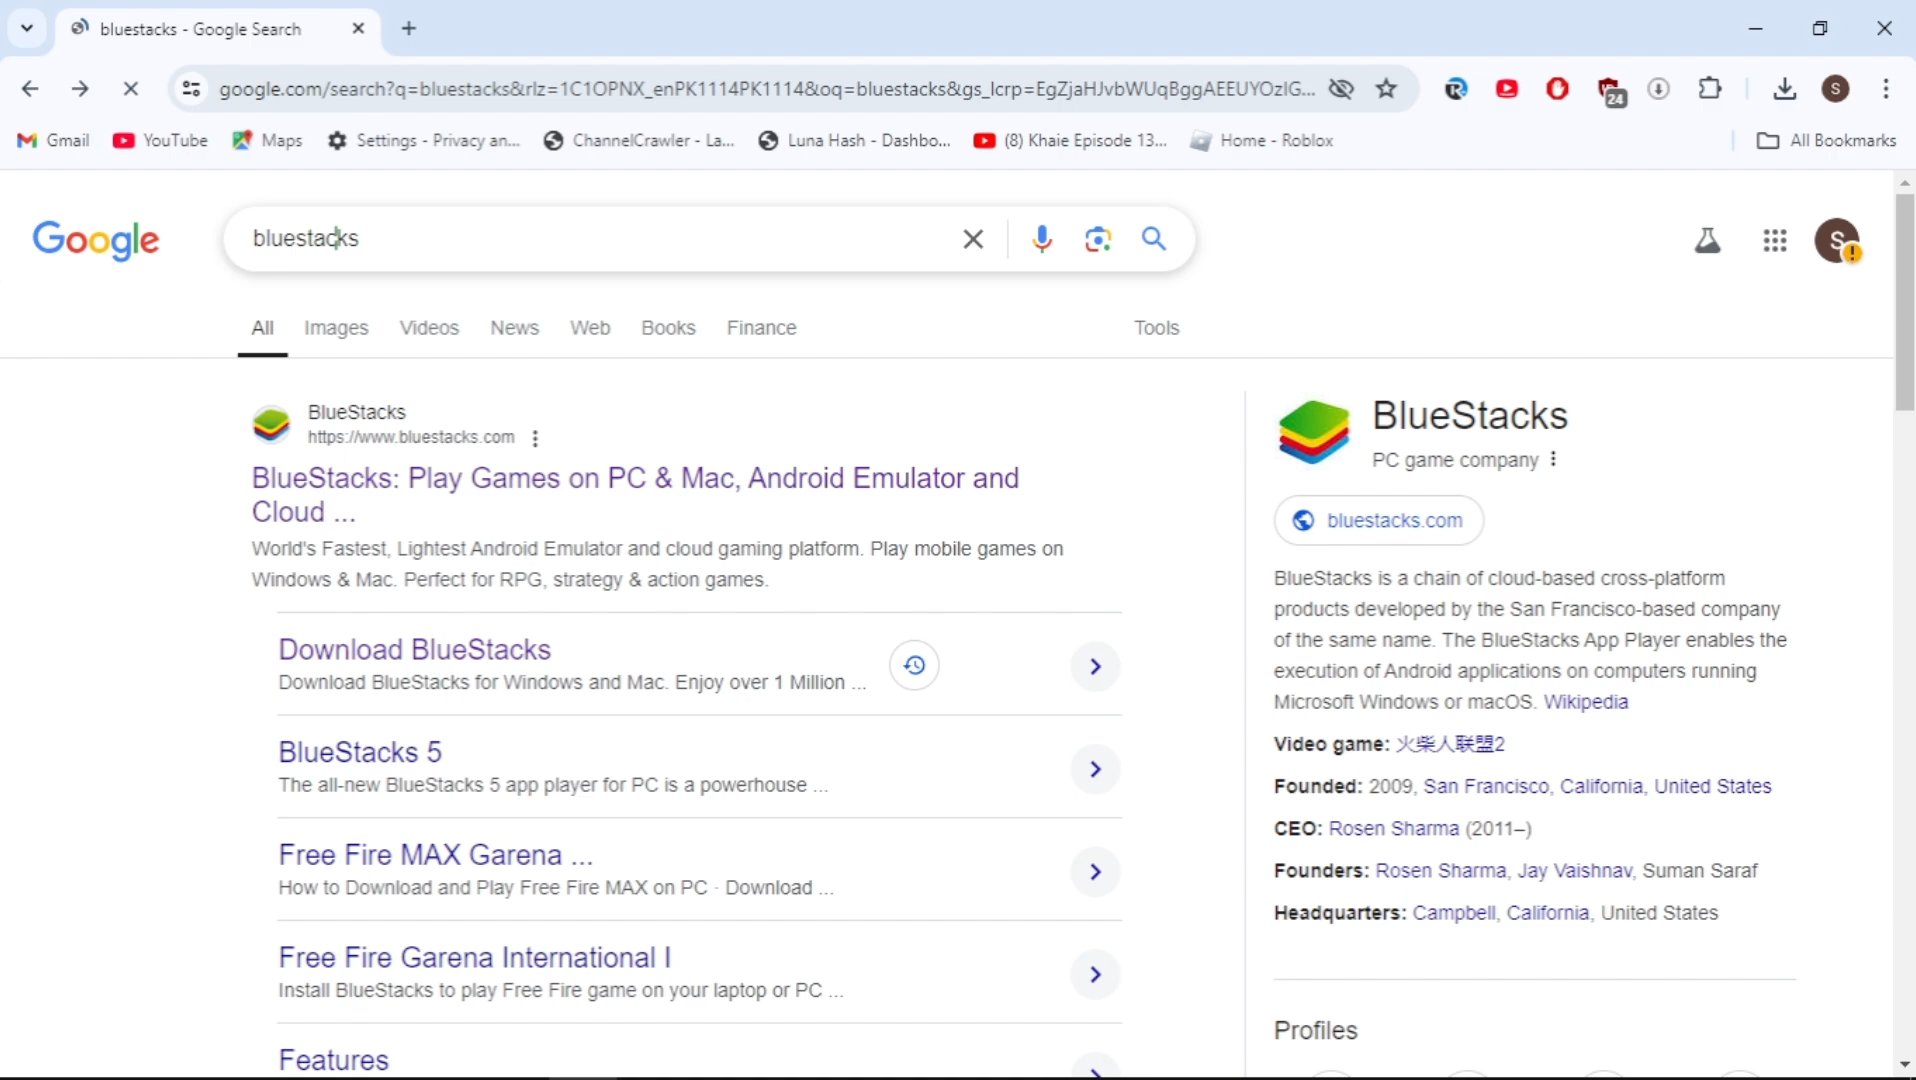 bluestacks - Google Search
google.com/search?q=bluestacks&rlz=1C1OPNX_enPK1114PK1114&oq=bluestacks&gs_lcrp=EgZjaHJvbWUqBggAEEUYOzIG...
24
S
Gmail
YouTube
Maps
Settings - Privacy an...
ChannelCrawler - La...
Luna Hash - Dashbo...
(8) Khaie Episode 13...
Home - Roblox
All Bookmarks
Google
bluestacks
S
All
Images
Videos
News
Web
Books
Finance
Tools
BlueStacks
https://www.bluestacks.com
BlueStacks: Play Games on PC & Mac, Android Emulator and
Cloud ...
World's Fastest, Lightest Android Emulator and cloud gaming platform. Play mobile games on
Windows & Mac. Perfect for RPG, strategy & action games.
Download BlueStacks
Download BlueStacks for Windows and Mac. Enjoy over 1 Million ...
BlueStacks 5
The all-new BlueStacks 5 app player for PC is a powerhouse ...
Free Fire MAX Garena ...
How to Download and Play Free Fire MAX on PC · Download ...
Free Fire Garena International I
Install BlueStacks to play Free Fire game on your laptop or PC ...
Features
BlueStacks
PC game company
bluestacks.com
BlueStacks is a chain of cloud-based cross-platform
products developed by the San Francisco-based company
of the same name. The BlueStacks App Player enables the
execution of Android applications on computers running
Microsoft Windows or macOS. Wikipedia
Video game: 火柴人联盟2
Founded: 2009, San Francisco, California, United States
CEO: Rosen Sharma (2011–)
Founders: Rosen Sharma, Jay Vaishnav, Suman Saraf
Headquarters: Campbell, California, United States
Profiles